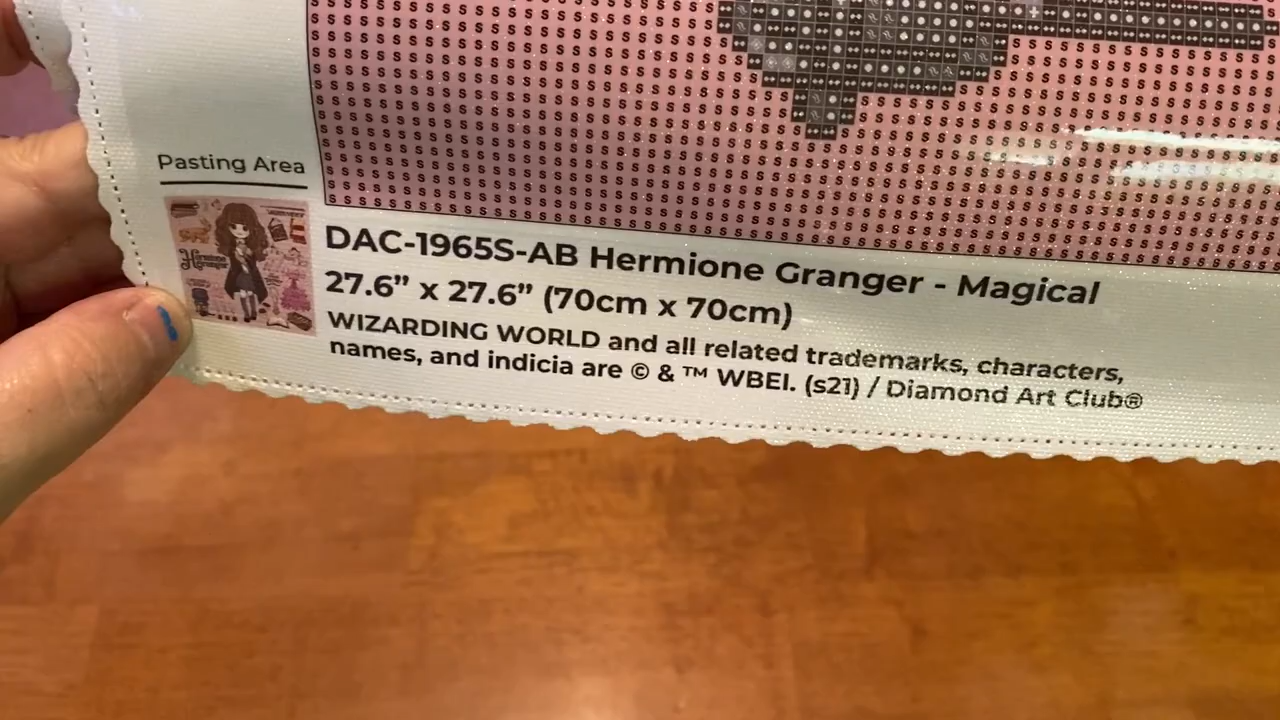 Pasting Area
Hermione
DAC-1965S-AB Hermione Granger - Magical
27.6” x 27.6” (70cm x 70cm)
WIZARDING WORLD and all related trademarks, characters,
names, and indicia are © & ™ WBEI. (s21) / Diamond Art Club®